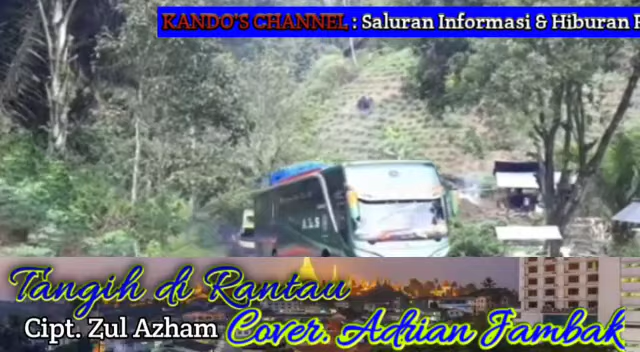 KANDO'S CHANNEL : Saluran Informasi & Hiburan
A.L.S
Tangih di Rantau
Cipt. Zul Azham
Cover. Adrian Jambak